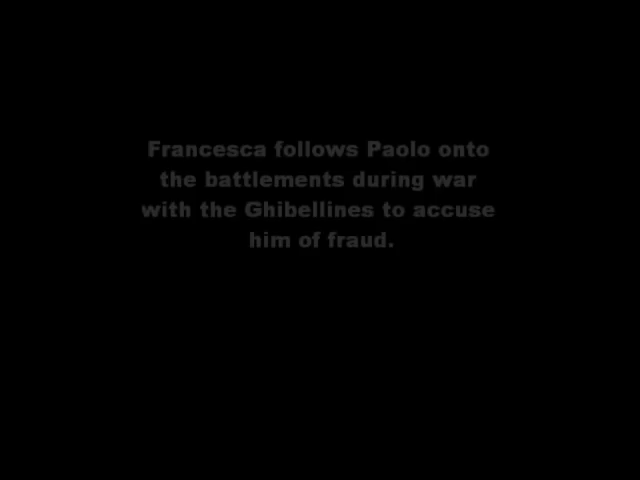 Francesca follows Paolo onto
the battlements during war
with the Ghibellines to accuse
him of fraud.